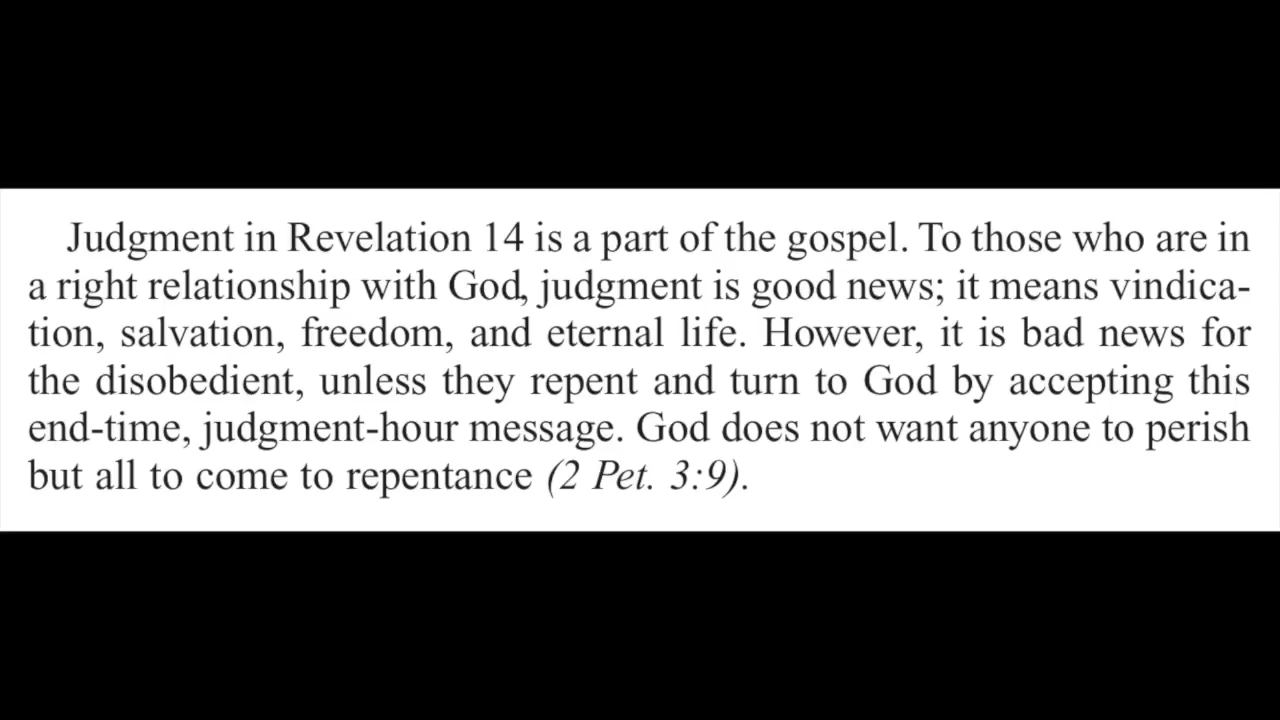 Judgment in Revelation 14 is a part of the gospel. To those who are in
a right relationship with God, judgment is good news; it means vindica-
tion, salvation, freedom, and eternal life. However, it is bad news for
the disobedient, unless they repent and turn to God by accepting this
end-time, judgment-hour message. God does not want anyone to perish
but all to come to repentance (2 Pet. 3:9).